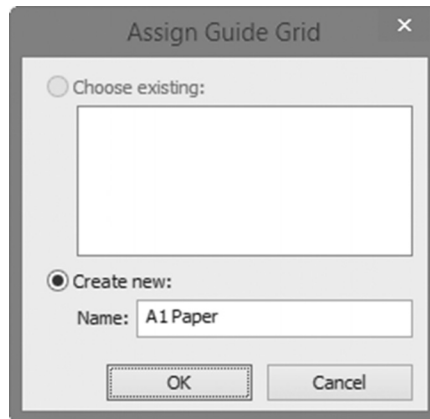 Assign Guide Grid
Choose existing:
Create new:
Name: A1 Paper
OK Cancel